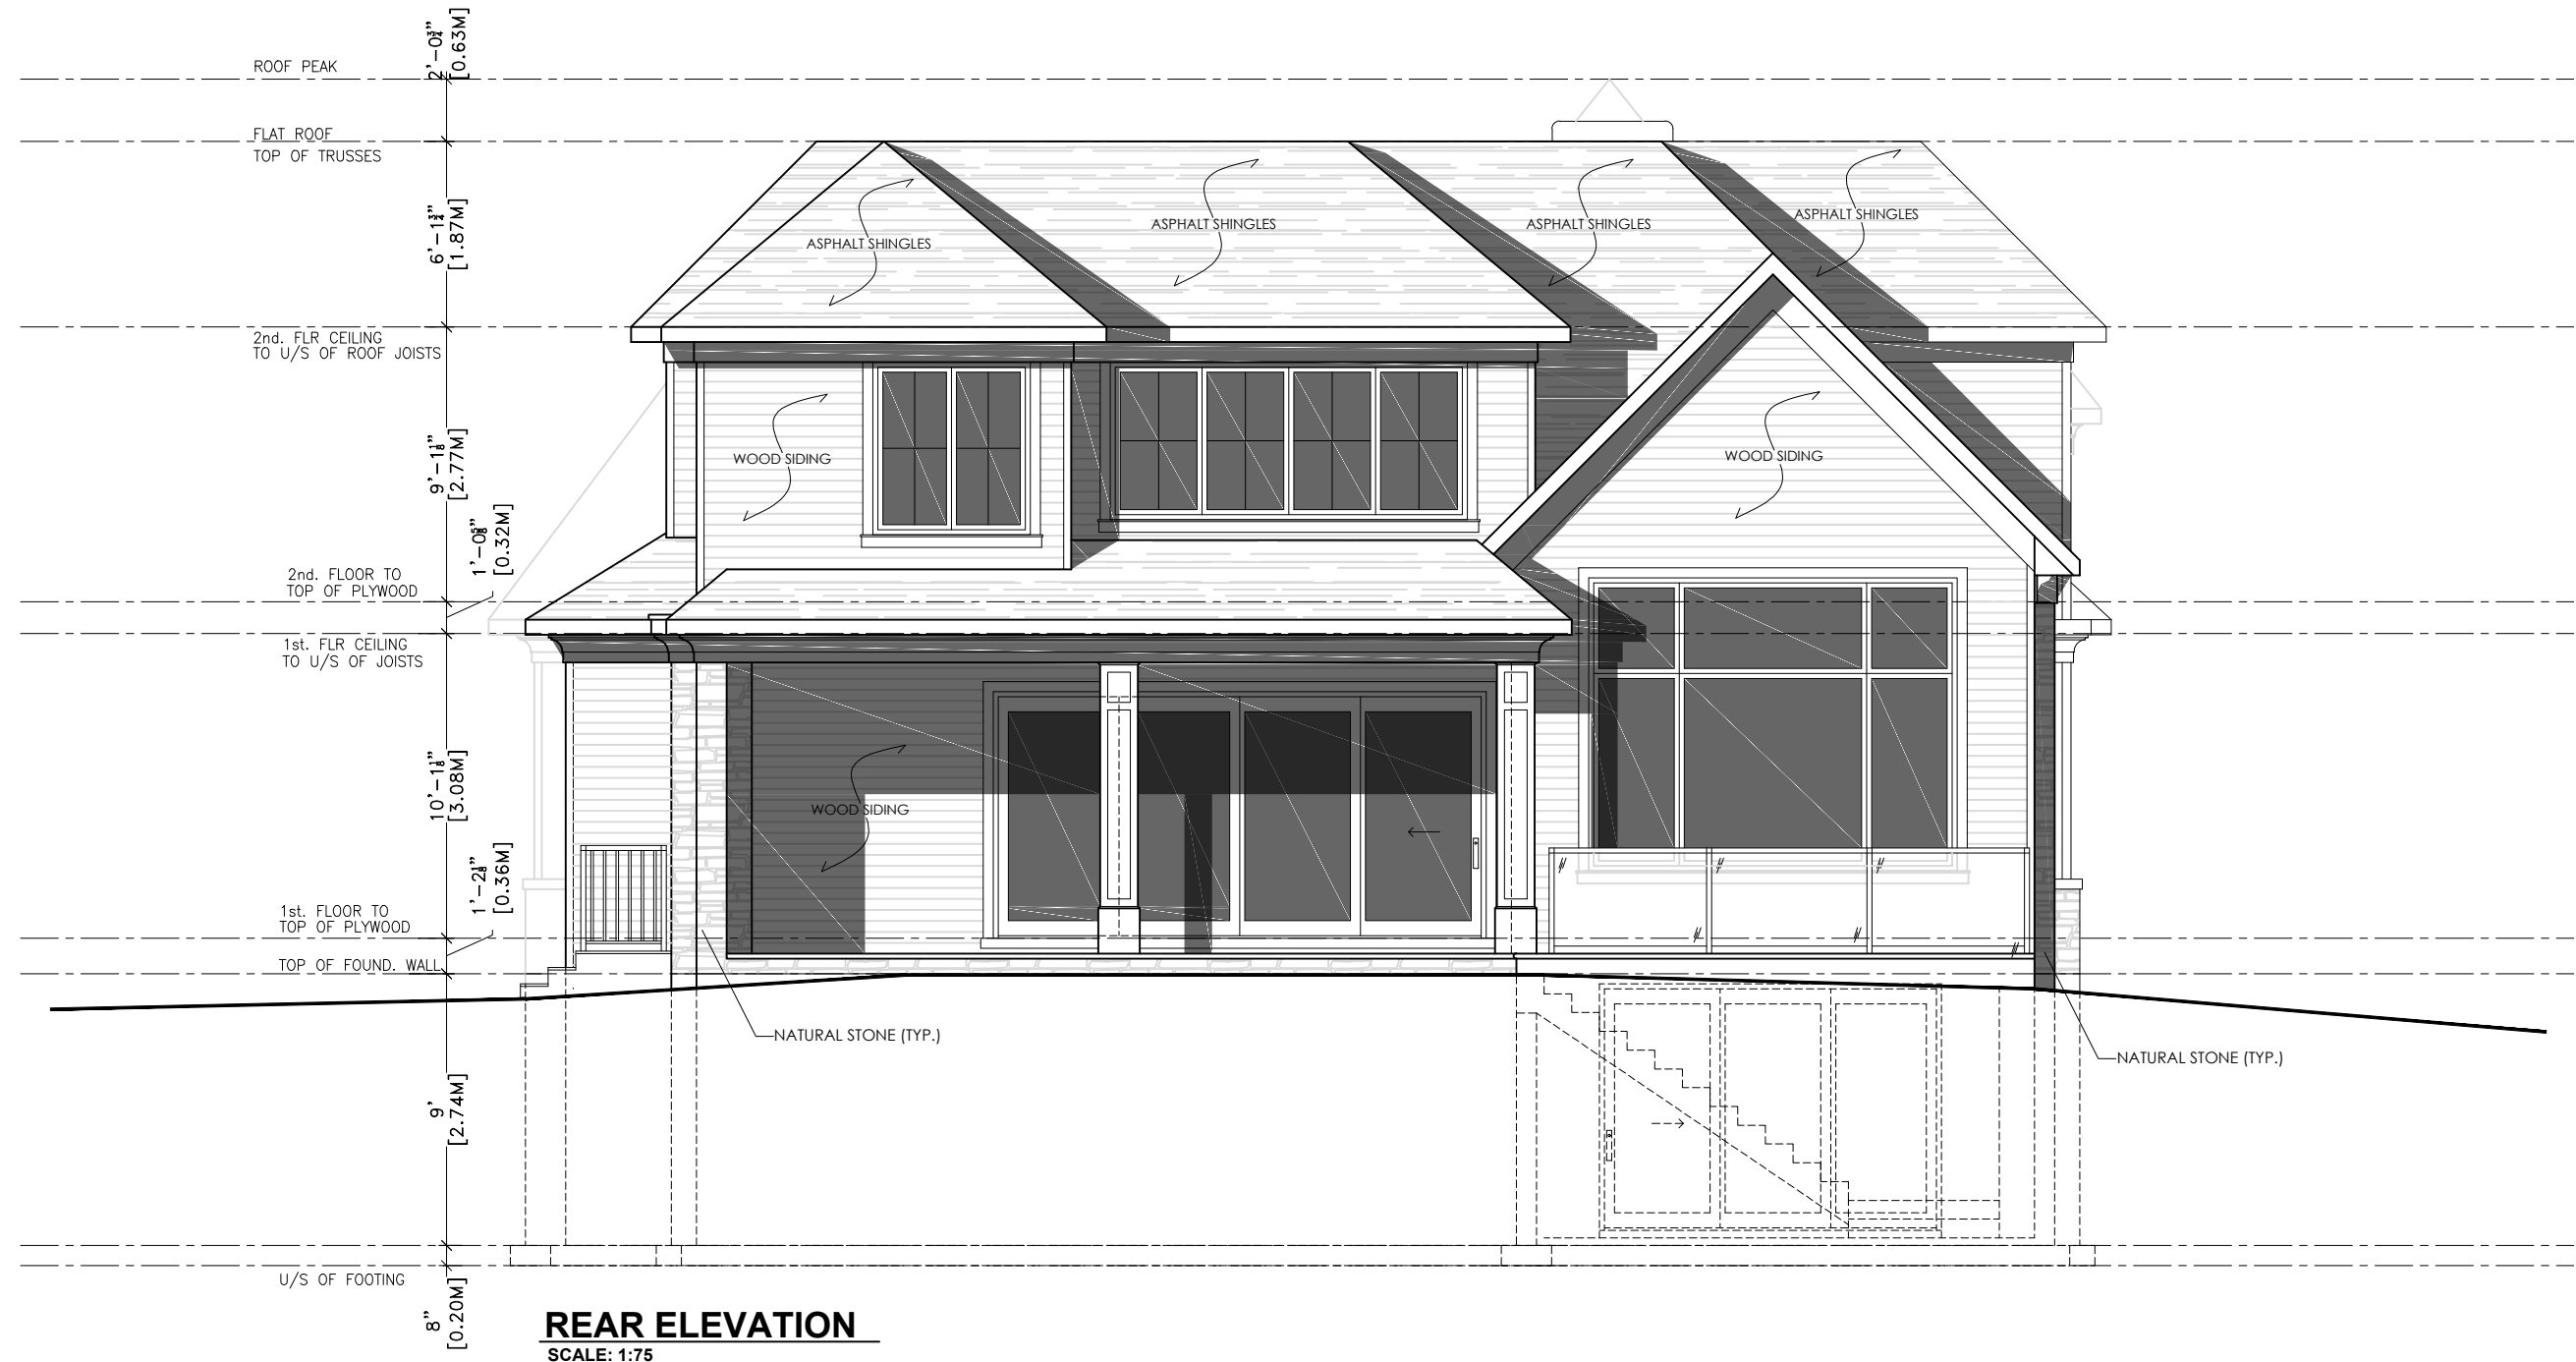 2'-0¾"
[0.63M]
ROOF PEAK
FLAT ROOF
TOP OF TRUSSES
6'-1¾"
[1.87M]
ASPHALT SHINGLES
ASPHALT SHINGLES
ASPHALT SHINGLES
ASPHALT SHINGLES
2nd. FLR CEILING
TO U/S OF ROOF JOISTS
9'-1⅛"
[2.77M]
WOOD SIDING
WOOD SIDING
1'-0⅝"
[0.32M]
2nd. FLOOR TO
TOP OF PLYWOOD
1st. FLR CEILING
TO U/S OF JOISTS
10'-1⅛"
[3.08M]
WOOD SIDING
1'-2⅛"
[0.36M]
1st. FLOOR TO
TOP OF PLYWOOD
TOP OF FOUND. WALL
NATURAL STONE (TYP.)
NATURAL STONE (TYP.)
9'
[2.74M]
U/S OF FOOTING
8"
[0.20M]
REAR ELEVATION
SCALE: 1:75